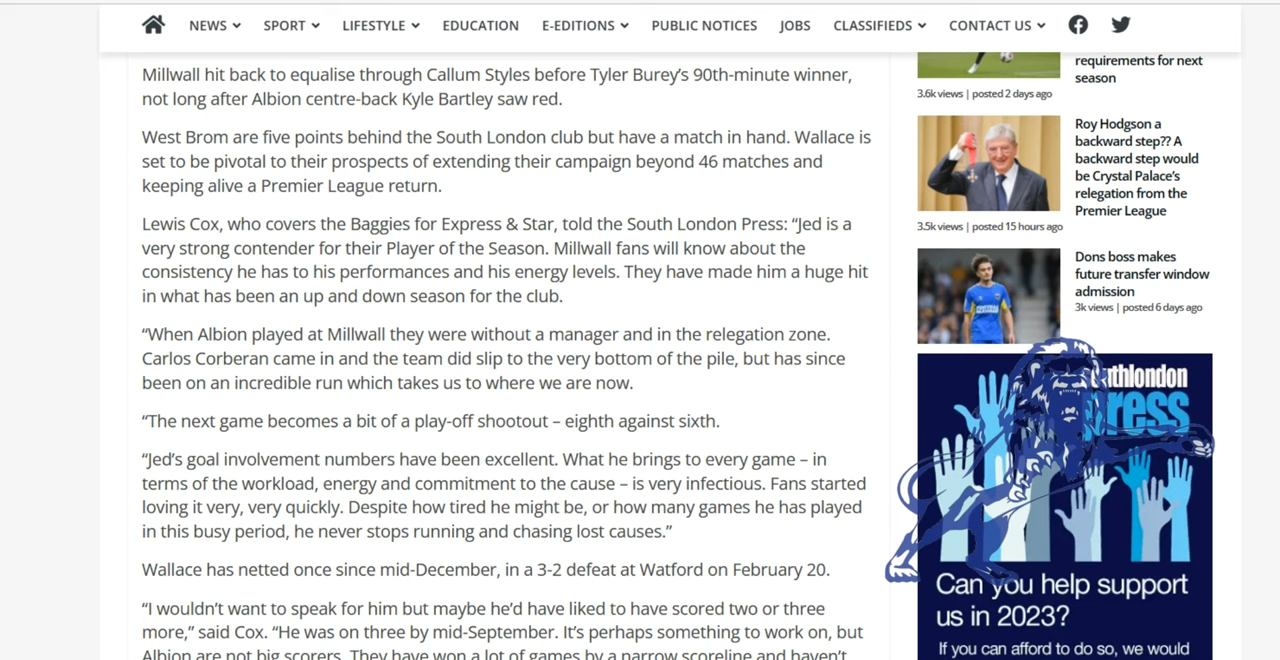 NEWS SPORT LIFESTYLE EDUCATION E-EDITIONS PUBLIC NOTICES JOBS CLASSIFIEDS CONTACT US
Millwall hit back to equalise through Callum Styles before Tyler Burey's 90th-minute winner,
not long after Albion centre-back Kyle Bartley saw red.
West Brom are five points behind the South London club but have a match in hand. Wallace is
set to be pivotal to their prospects of extending their campaign beyond 46 matches and
keeping alive a Premier League return.
Lewis Cox, who covers the Baggies for Express & Star, told the South London Press: “Jed is a
very strong contender for their Player of the Season. Millwall fans will know about the
consistency he has to his performances and his energy levels. They have made him a huge hit
in what has been an up and down season for the club.
“When Albion played at Millwall they were without a manager and in the relegation zone.
Carlos Corberan came in and the team did slip to the very bottom of the pile, but has since
been on an incredible run which takes us to where we are now.
“The next game becomes a bit of a play-off shootout – eighth against sixth.
“Jed's goal involvement numbers have been excellent. What he brings to every game – in
terms of the workload, energy and commitment to the cause – is very infectious. Fans started
loving it very, very quickly. Despite how tired he might be, or how many games he has played
in this busy period, he never stops running and chasing lost causes.”
Wallace has netted once since mid-December, in a 3-2 defeat at Watford on February 20.
“I wouldn't want to speak for him but maybe he'd have liked to have scored two or three
more,” said Cox. “He was on three by mid-September. It's perhaps something to work on, but
Albion are not big scorers. They have won a lot of games by a narrow scoreline and haven't
requirements for next
season
3.6k views | posted 2 days ago
Roy Hodgson a
backward step?? A
backward step would
be Crystal Palace's
relegation from the
Premier League
3.5k views | posted 15 hours ago
Dons boss makes
future transfer window
admission
3k views | posted 6 days ago
thlondon
ress
Can you help support
us in 2023?
If you can afford to do so, we would